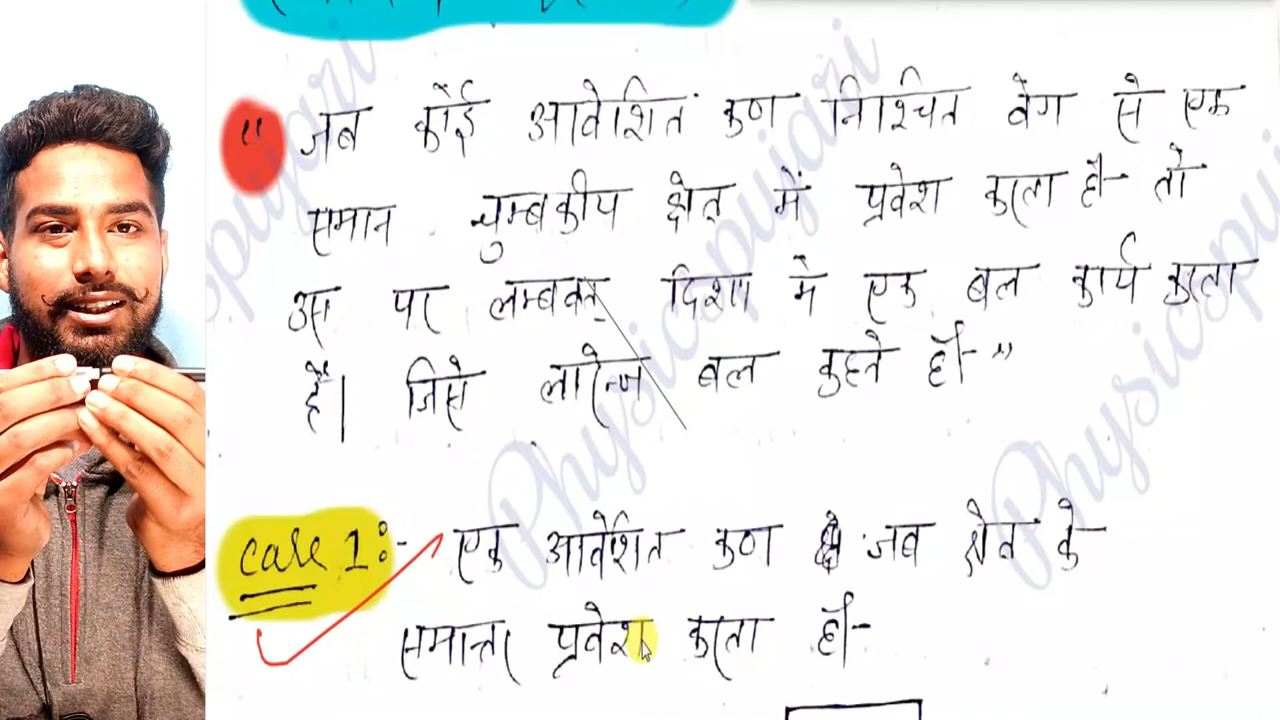 “ जब कोई आवेशित कण निश्चित वेग से एक
समान चुम्बकीय क्षेत्र में प्रवेश करता है- तो
उस पर लम्बवत् दिशा में एक बल कार्य करता
है। जिसे लारेन्ज बल कहते है- ”
Case 1:- एक आवेशित कण जब क्षेत्र के
समान्तर प्रवेश करता है-
Physicspujari